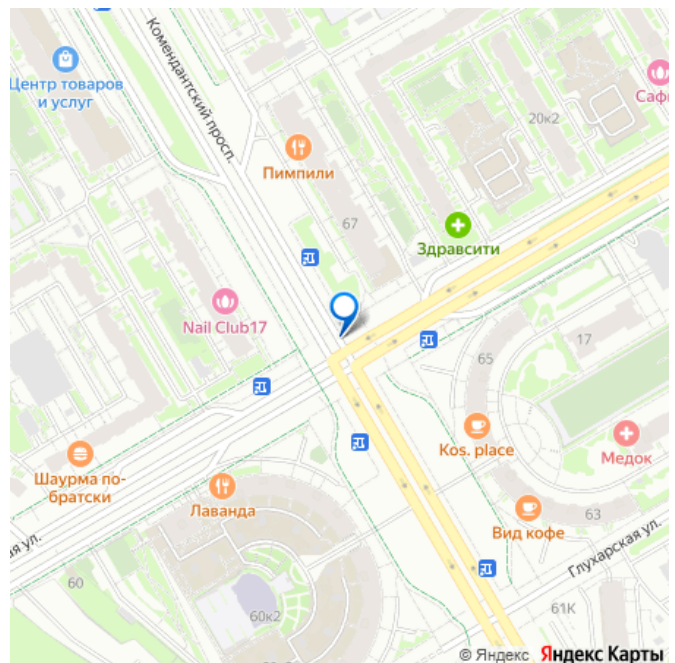 Комендантский просп.
Центр товаров
и услуг
Сафи
20к2
Пимпили
67
Здравсити
Nail Club17
17
65
Kos. place
Медок
Шаурма по-
братски
Лаванда
63
Вид кофе
ая ул.
Глухарская ул.
60
60к2
61К
© Яндекс Яндекс Карты